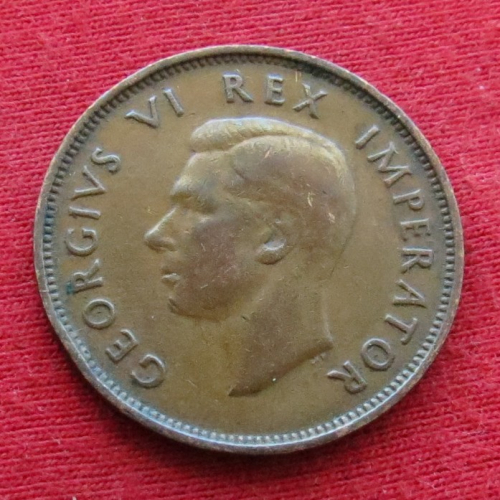 GEORGIVS VI REX IMPERATOR